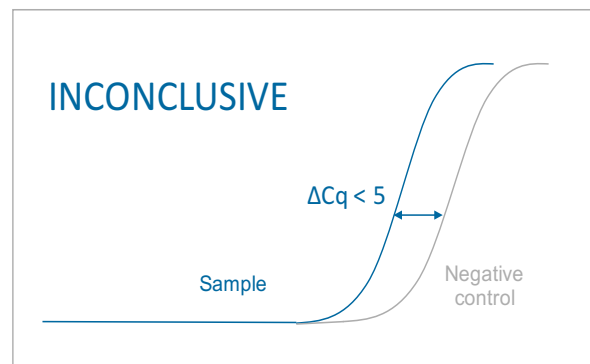 INCONCLUSIVE
ΔCq < 5
Sample
Negative
control